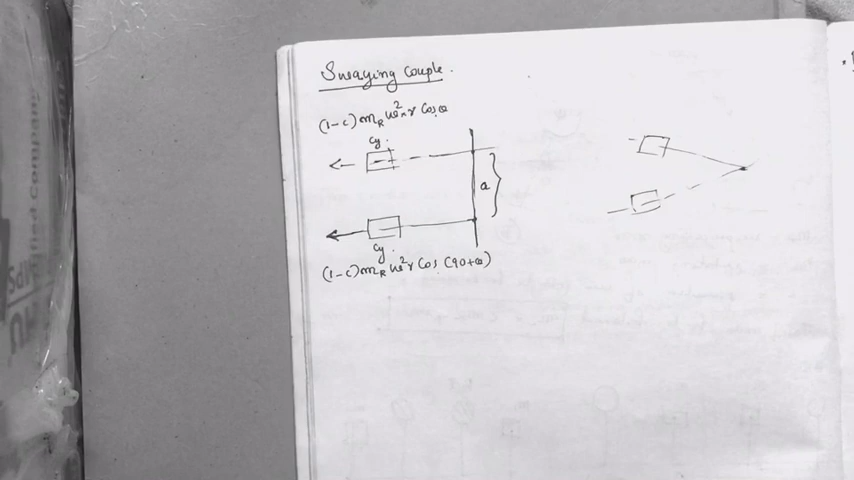 Swaying Couple.
(1-c) m_R ω² r Cos θ
Cy.
a
Cy.
(1-c) m_R ω² r Cos (90+θ)